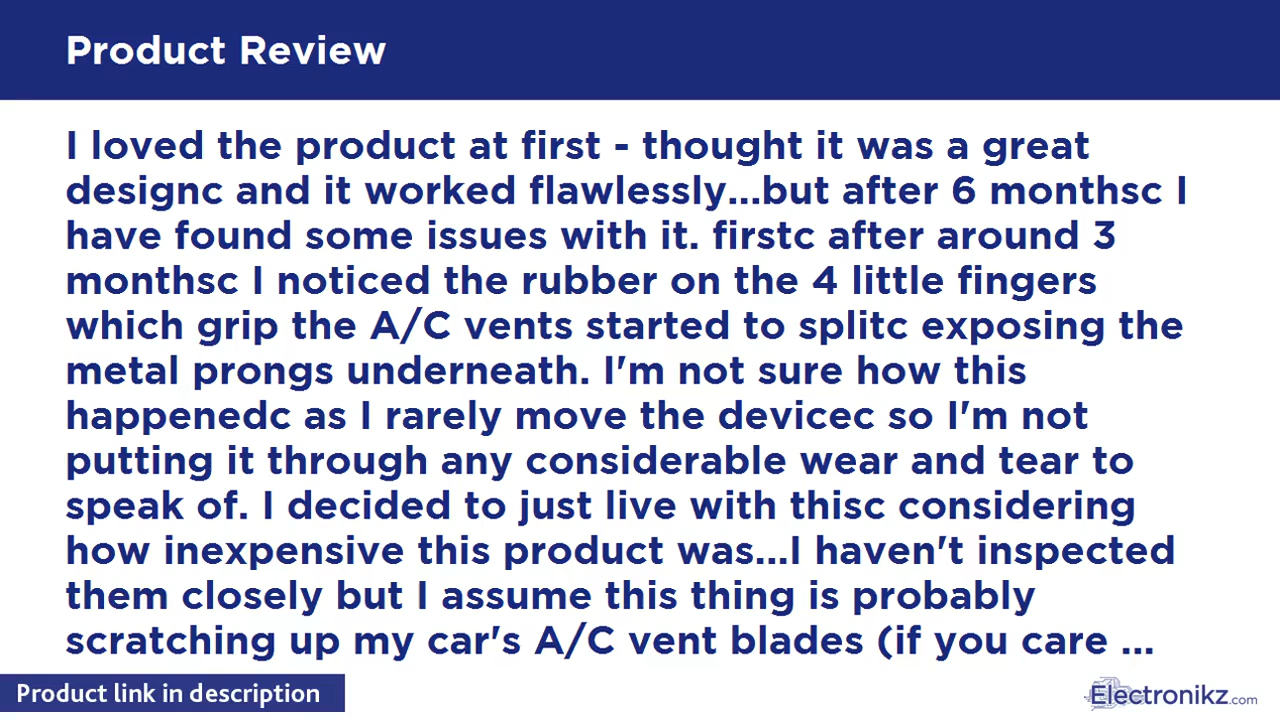 Product Review
I loved the product at first - thought it was a great
designc and it worked flawlessly...but after 6 monthsc I
have found some issues with it. firstc after around 3
monthsc I noticed the rubber on the 4 little fingers
which grip the A/C vents started to splitc exposing the
metal prongs underneath. I'm not sure how this
happenedc as I rarely move the devicec so I'm not
putting it through any considerable wear and tear to
speak of. I decided to just live with thisc considering
how inexpensive this product was...I haven't inspected
them closely but I assume this thing is probably
scratching up my car's A/C vent blades (if you care ...
Product link in description
Electronikz.com